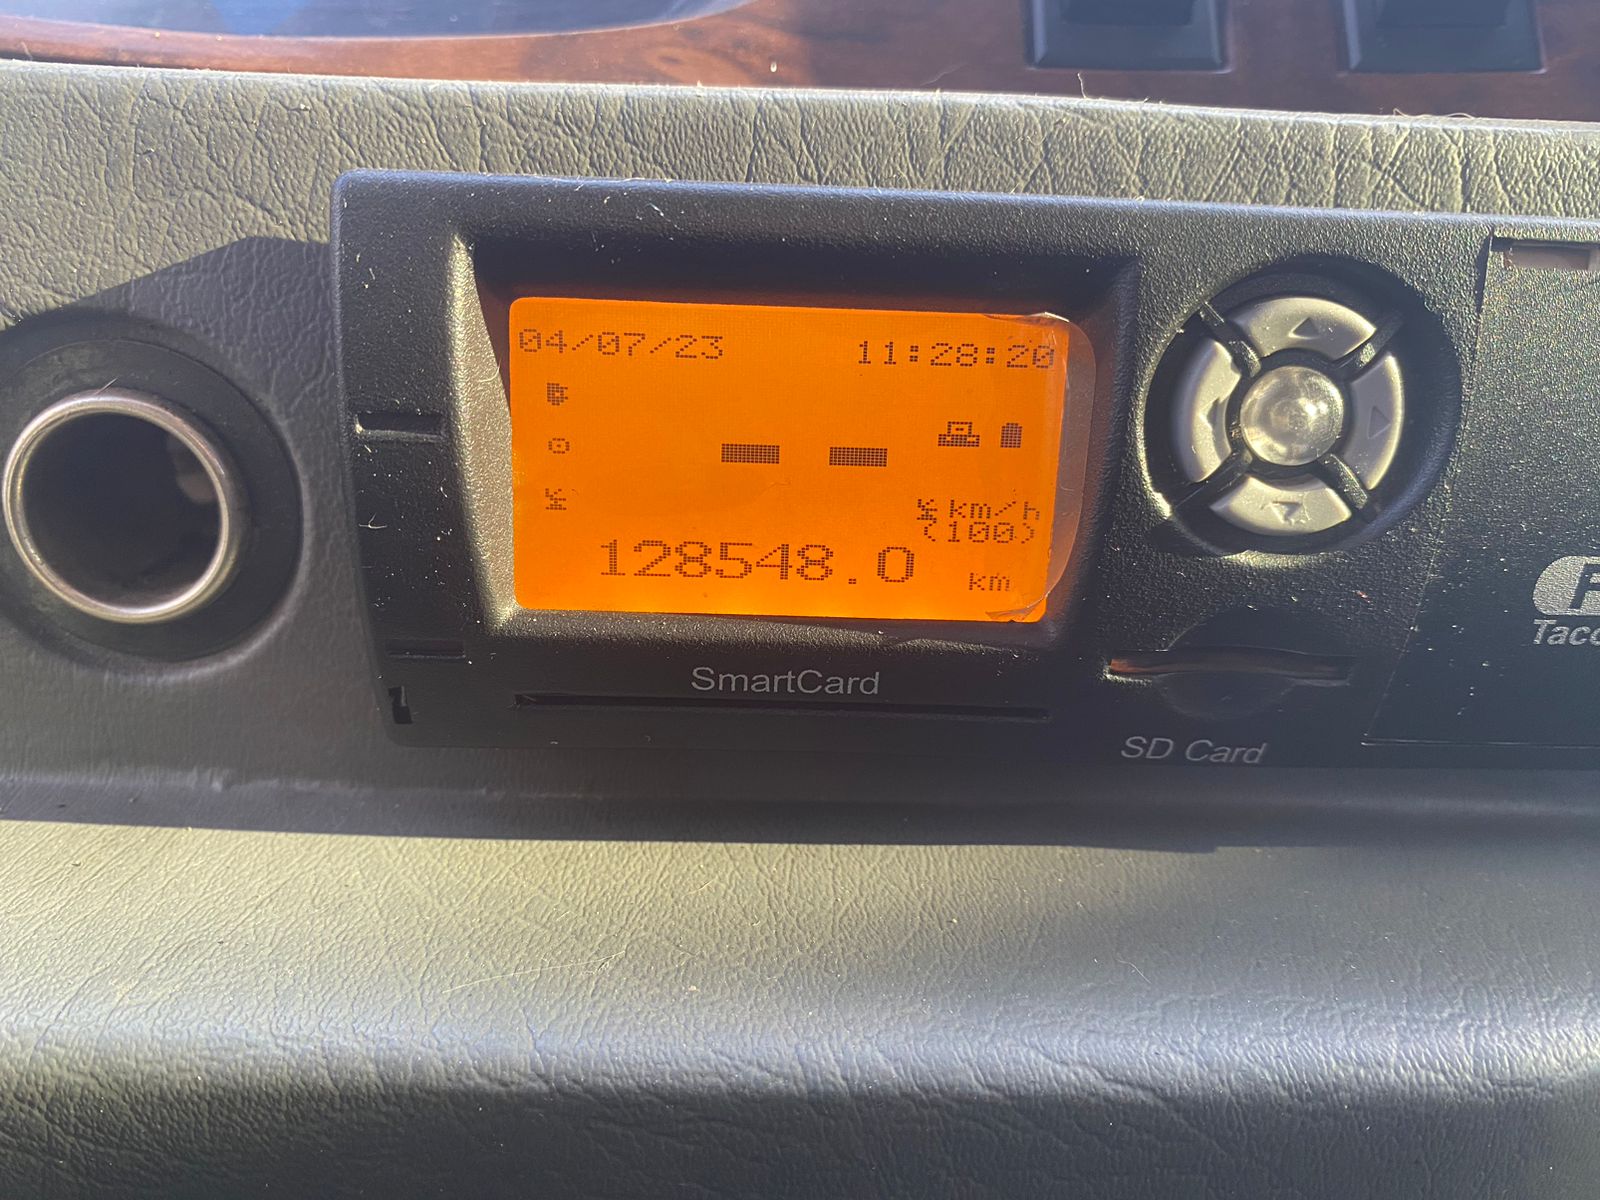 04/07/23 11:28:20
-- km/h
(100)
128548.0 km
SmartCard
SD Card